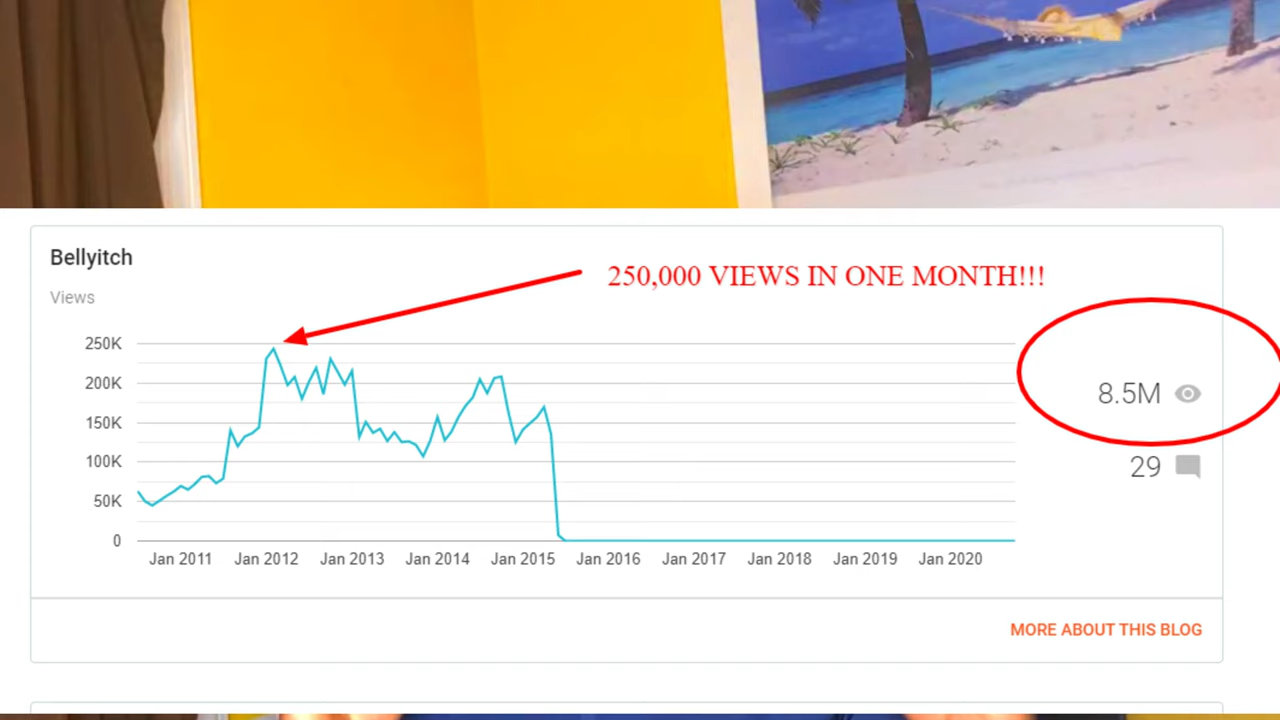 Bellyitch
250,000 VIEWS IN ONE MONTH!!!
Views
250K
200K
8.5M
150K
100K
29
50K
0
Jan 2011 Jan 2012 Jan 2013 Jan 2014 Jan 2015 Jan 2016 Jan 2017 Jan 2018 Jan 2019 Jan 2020
MORE ABOUT THIS BLOG